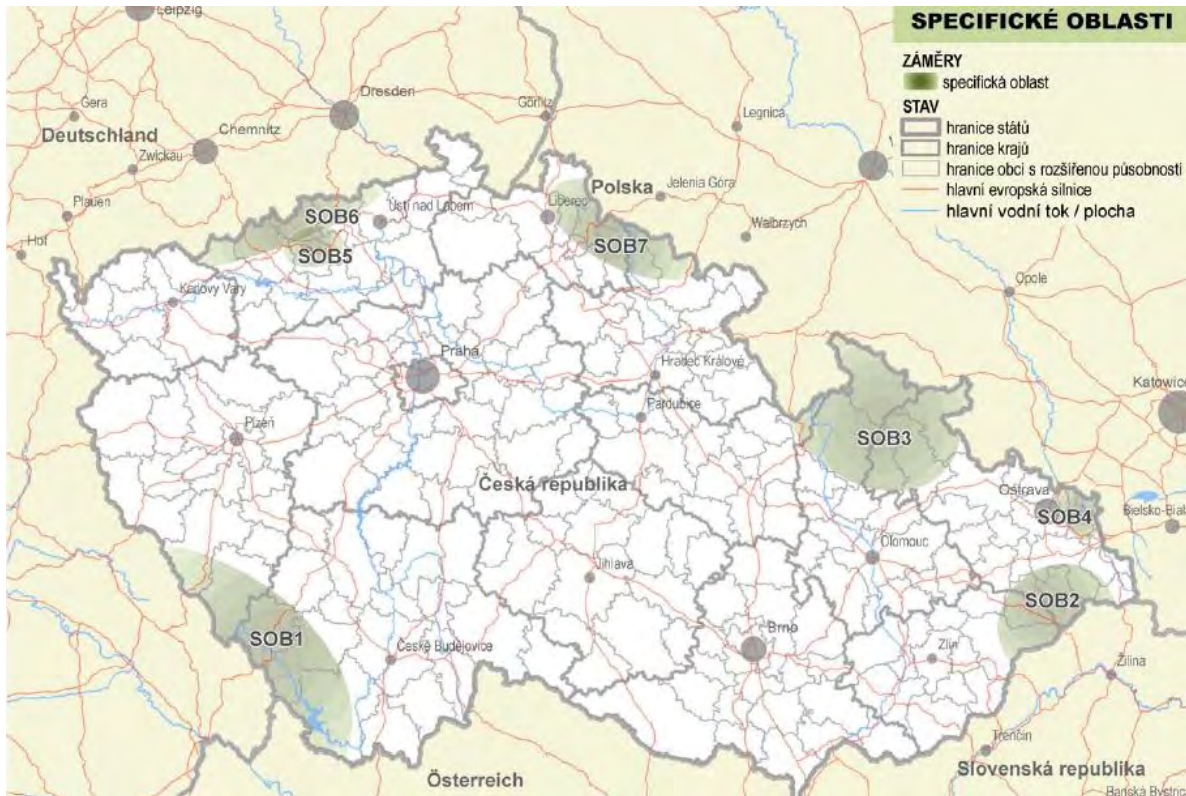 SPECIFICKÉ OBLASTI
ZÁMĚRY
specifická oblast
STAV
hranice států
hranice krajů
hranice obcí s rozšířenou působností
hlavní evropská silnice
hlavní vodní tok / plocha
Leipzig
Dresden
Görlitz
Legnica
Gera
Deutschland
Chemnitz
Zwickau
Polska
Jelenia Góra
Plauen
SOB6
Ústí nad Labem
Liberec
Walbrzych
Hof
SOB5
SOB7
Opole
Karlovy Vary
Praha
Hradec Králové
Katowice
Pardubice
Plzeň
SOB3
Česká republika
Ostrava
SOB4
Bielsko-Biał
Olomouc
Jihlava
SOB2
SOB1
Brno
České Budějovice
Zlín
Žilina
Trenčín
Österreich
Slovenská republika
Banská Bystrica